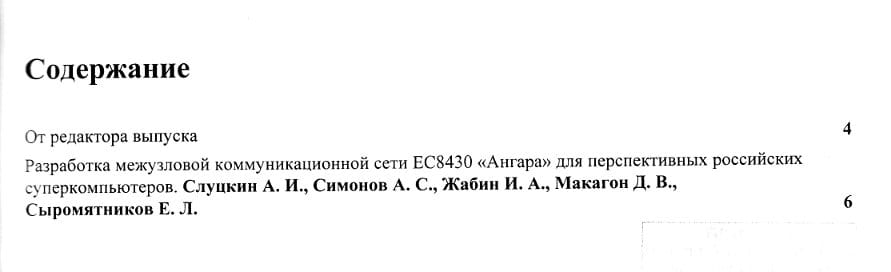 Содержание
От редактора выпуска 4
Разработка межузловой коммуникационной сети ЕС8430 «Ангара» для перспективных российских
суперкомпьютеров. Слуцкин А. И., Симонов А. С., Жабин И. А., Макагон Д. В.,
Сыромятников Е. Л. 6